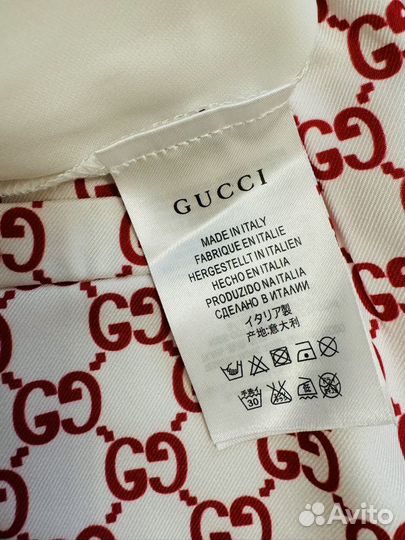 GUCCI
MADE IN ITALY
FABRIQUE EN ITALIE
HERGESTELLT IN ITALIEN
HECHO EN ITALIA
PRODUZIDO NA ITALIA
СДЕЛАНО В ИТАЛИИ
イタリア製
产地:意大利
30
Avito